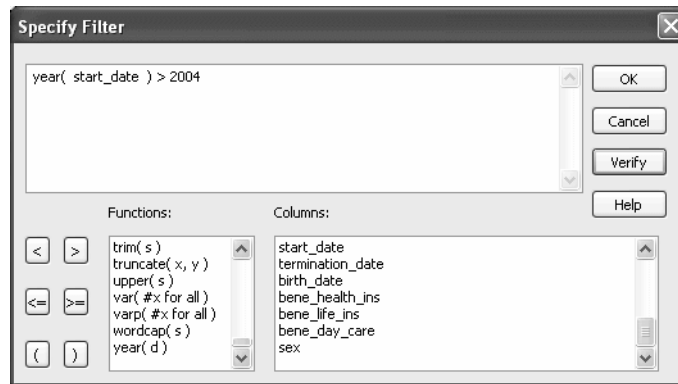 Specify Filter
year( start_date ) > 2004
OK
Cancel
Verify
Help
Functions:
Columns:
< >
<= >=
( )
trim( s )
truncate( x, y )
upper( s )
var( #x for all )
varp( #x for all )
wordcap( s )
year( d )
start_date
termination_date
birth_date
bene_health_ins
bene_life_ins
bene_day_care
sex